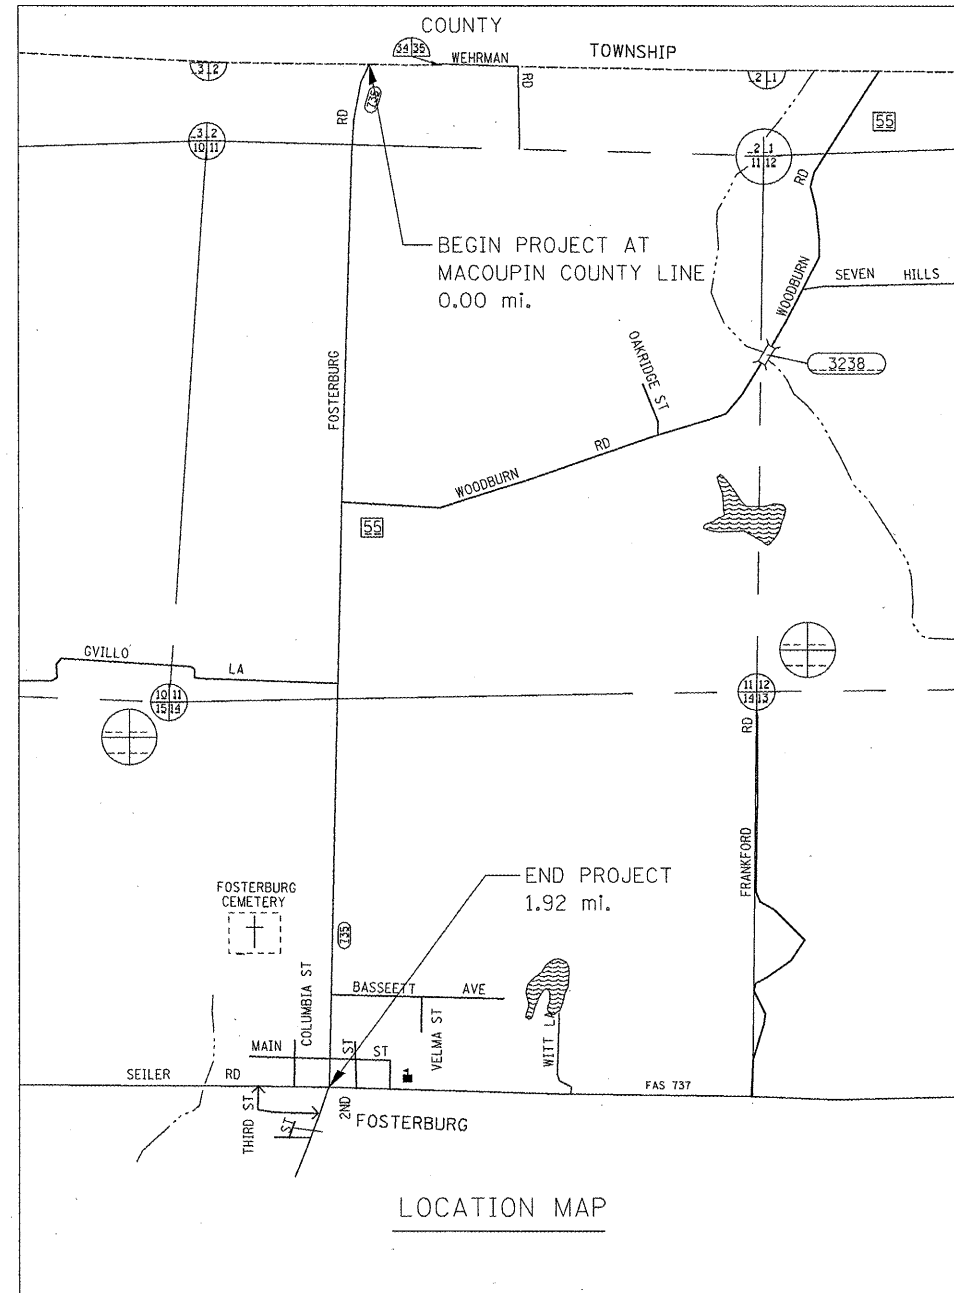 COUNTY
34 35
WEHRMAN
TOWNSHIP
3 2
RD
736
RD
2 1
55
3 2
10 11
2 1
11 12
RD
BEGIN PROJECT AT
MACOUPIN COUNTY LINE
0.00 mi.
WOODBURN
SEVEN HILLS
FOSTERBURG
OAKRIDGE ST
3238
RD
WOODBURN
55
GVILLO
LA
10 11
15 14
11 12
14 13
RD
FRANKFORD
END PROJECT
1.92 mi.
FOSTERBURG
CEMETERY
735
COLUMBIA ST
BASSEETT AVE
VELMA ST
WITT LA
MAIN
ST
ST
SEILER RD
FAS 737
2ND
THIRD ST
ST
FOSTERBURG
LOCATION MAP